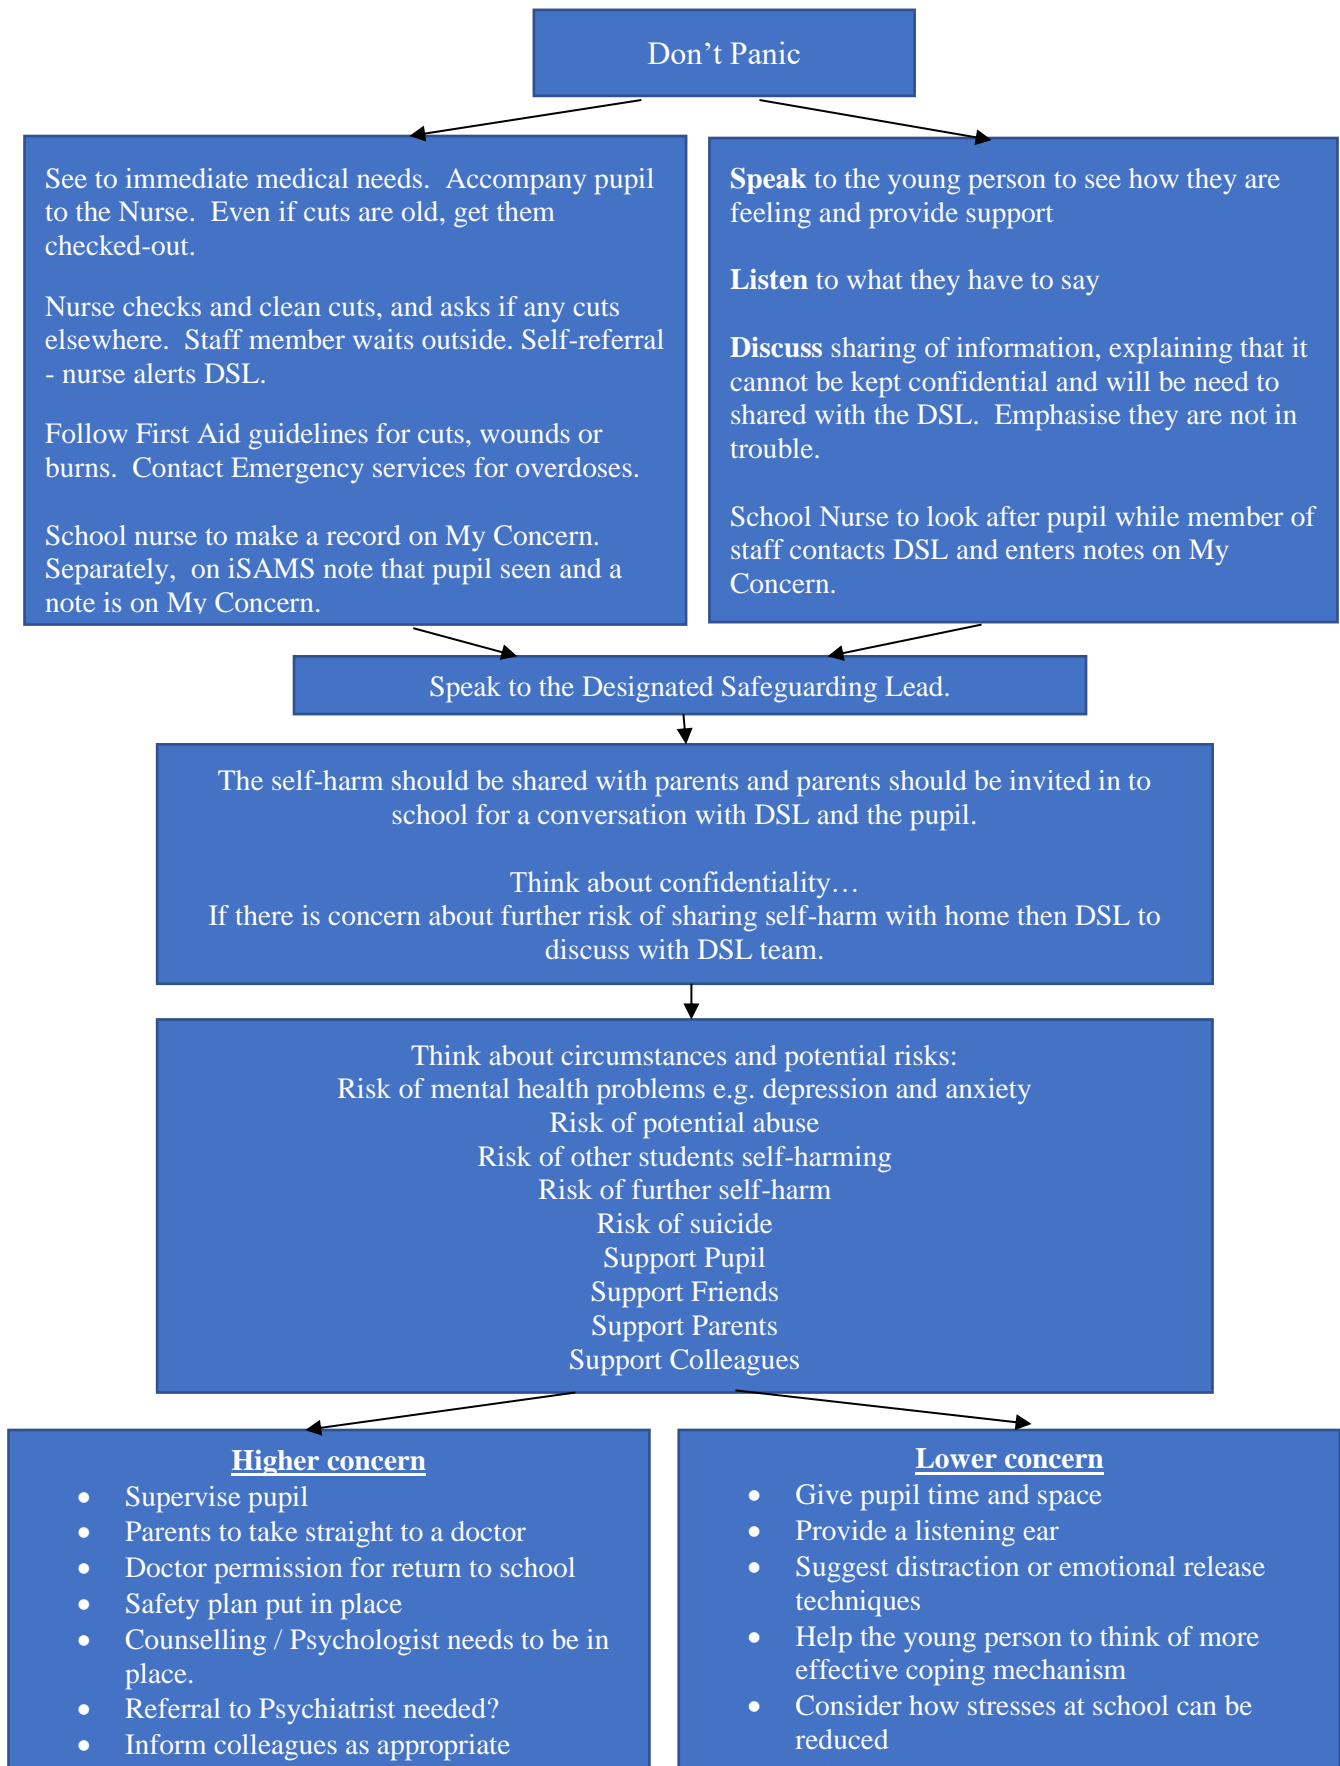 Don’t Panic
See to immediate medical needs.  Accompany pupil
to the Nurse.  Even if cuts are old, get them
checked-out.
Nurse checks and clean cuts, and asks if any cuts
elsewhere.  Staff member waits outside. Self-referral
- nurse alerts DSL.
Follow First Aid guidelines for cuts, wounds or
burns.  Contact Emergency services for overdoses.
School nurse to make a record on My Concern.
Separately,  on iSAMS note that pupil seen and a
note is on My Concern.
Speak to the young person to see how they are
feeling and provide support
Listen to what they have to say
Discuss sharing of information, explaining that it
cannot be kept confidential and will be need to
shared with the DSL.  Emphasise they are not in
trouble.
School Nurse to look after pupil while member of
staff contacts DSL and enters notes on My
Concern.
Speak to the Designated Safeguarding Lead.
The self-harm should be shared with parents and parents should be invited in to
school for a conversation with DSL and the pupil.
Think about confidentiality…
If there is concern about further risk of sharing self-harm with home then DSL to
discuss with DSL team.
Think about circumstances and potential risks:
Risk of mental health problems e.g. depression and anxiety
Risk of potential abuse
Risk of other students self-harming
Risk of further self-harm
Risk of suicide
Support Pupil
Support Friends
Support Parents
Support Colleagues
Higher concern
• Supervise pupil
• Parents to take straight to a doctor
• Doctor permission for return to school
• Safety plan put in place
• Counselling / Psychologist needs to be in
place.
• Referral to Psychiatrist needed?
• Inform colleagues as appropriate
Lower concern
• Give pupil time and space
• Provide a listening ear
• Suggest distraction or emotional release
techniques
• Help the young person to think of more
effective coping mechanism
• Consider how stresses at school can be
reduced